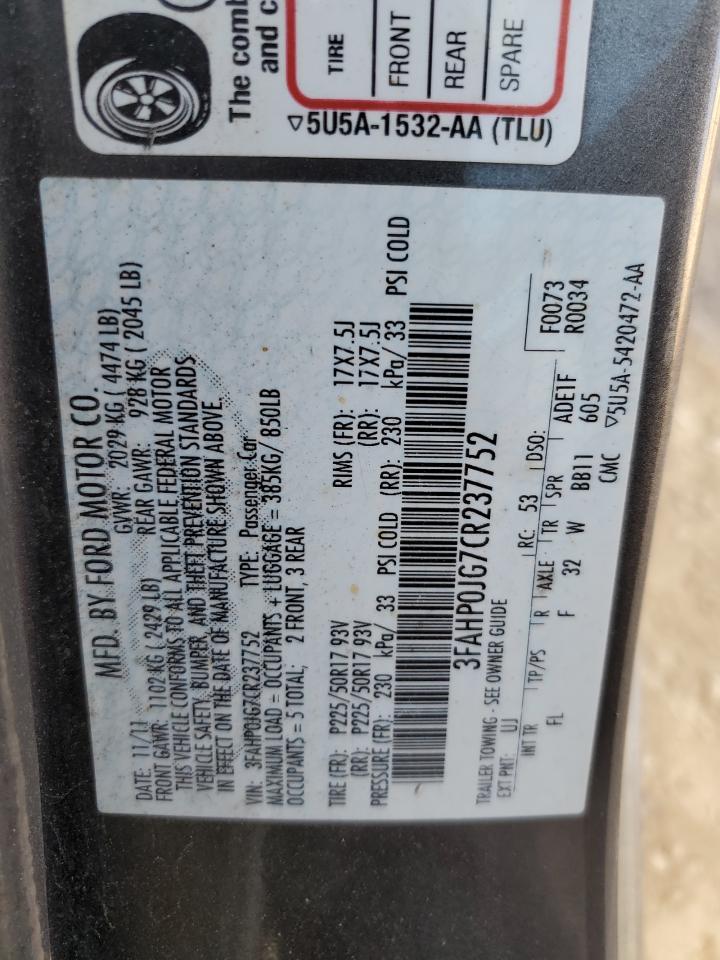 The comb
and c
TIRE
FRONT
REAR
SPARE
▽5U5A-1532-AA (TLU)
MFD. BY FORD MOTOR CO.
DATE: 11/11 GVWR: 2029 KG ( 4474 LB)
FRONT GAWR: 1102 KG ( 2429 LB) REAR GAWR: 928 KG ( 2045 LB)
THIS VEHICLE CONFORMS TO ALL APPLICABLE FEDERAL MOTOR
VEHICLE SAFETY, BUMPER, AND THEFT PREVENTION STANDARDS
IN EFFECT ON THE DATE OF MANUFACTURE SHOWN ABOVE.
VIN: 3FAHP0JG7CR237752 TYPE: Passenger Car
MAXIMUM LOAD = OCCUPANTS + LUGGAGE = 385KG/ 850LB
OCCUPANTS = 5 TOTAL; 2 FRONT, 3 REAR
TIRE (FR): P225/50R17 93V RIMS (FR): 17X7.5J
(RR): P225/50R17 93V (RR): 17X7.5J
PRESSURE (FR): 230 kPa/ 33 PSI COLD (RR): 230 kPa/ 33 PSI COLD
3FAHP0JG7CR237752
TRAILER TOWING - SEE OWNER GUIDE
EXT PNT: UJ RC: 53 DSO: F0073
R0034
INT TR TP/PS R AXLE TR SPR ADE1F
FL F 32 W BB11 605
CMC ▽5U5A-5420472-AA